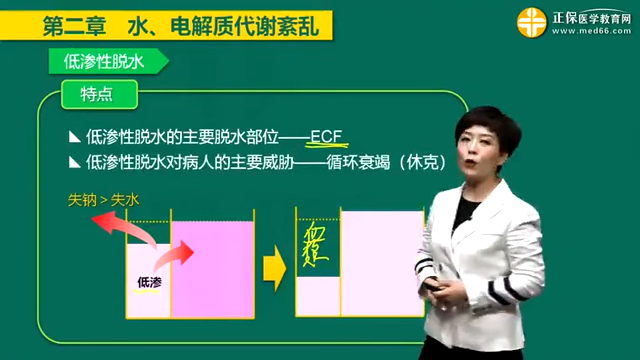 第二章 水、电解质代谢紊乱
正保医学教育网
www.med66.com
低渗性脱水
特点
低渗性脱水的主要脱水部位——ECF
低渗性脱水对病人的主要威胁——循环衰竭（休克）
失钠＞失水
低渗